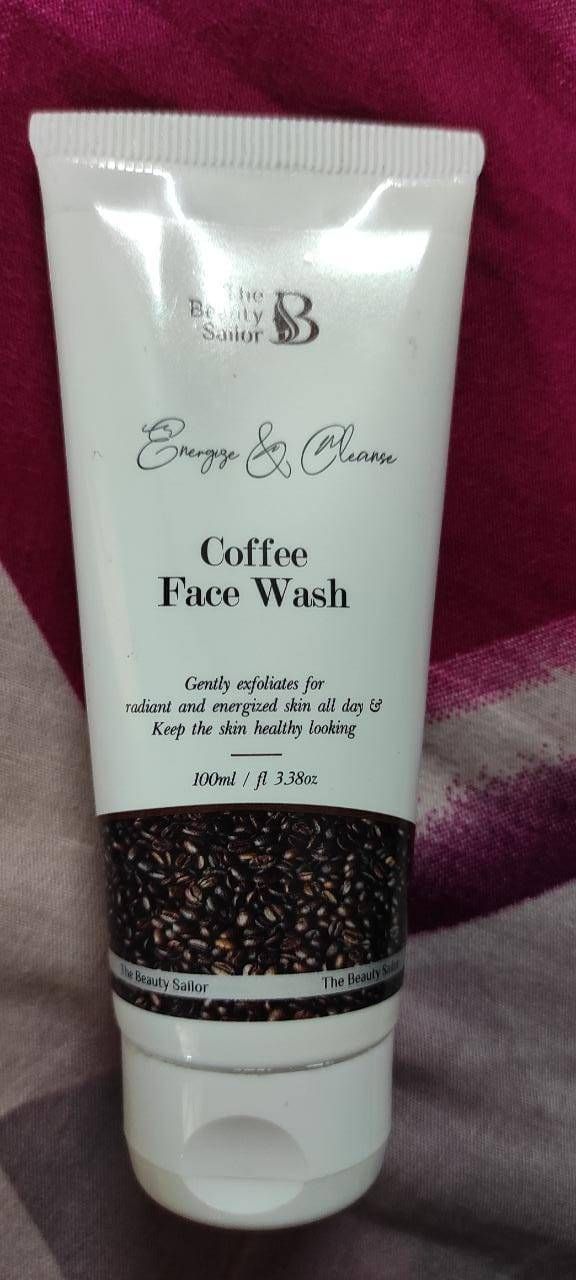 The
Beauty
Sailor
B
Energize & Cleanse
Coffee
Face Wash
Gently exfoliates for
radiant and energized skin all day &
Keep the skin healthy looking
100ml / fl 3.38oz
The Beauty Sailor
The Beauty Sailor